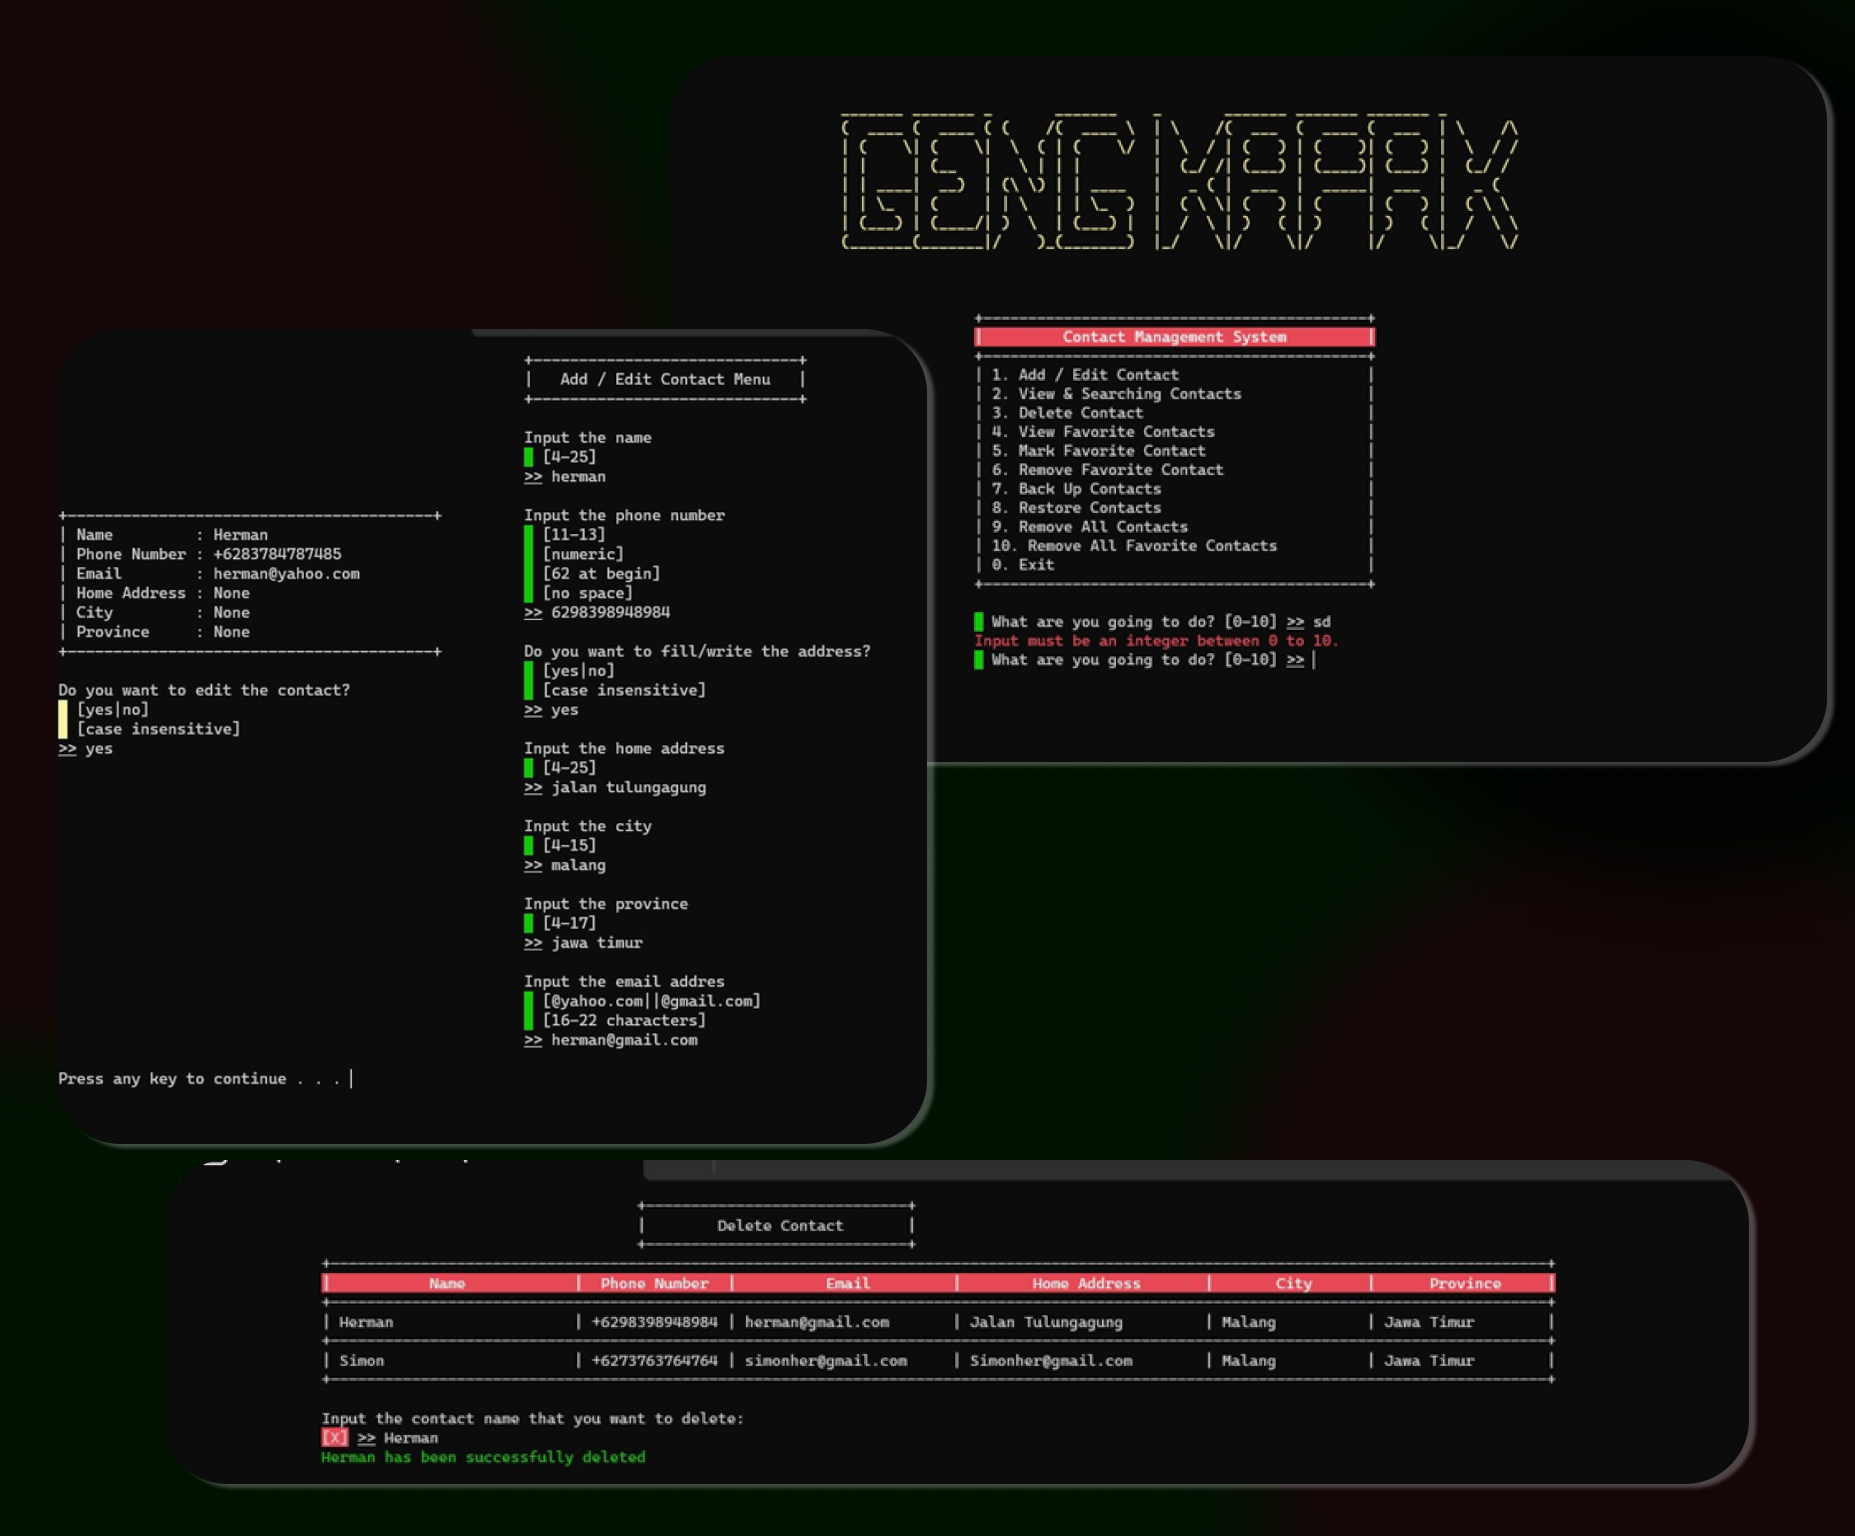 GENG KAPAK
Contact Management System
1. Add / Edit Contact
2. View & Searching Contacts
3. Delete Contact
4. View Favorite Contacts
5. Mark Favorite Contact
6. Remove Favorite Contact
7. Back Up Contacts
8. Restore Contacts
9. Remove All Contacts
10. Remove All Favorite Contacts
0. Exit
What are you going to do? [0-10] >> sd
Input must be an integer between 0 to 10.
What are you going to do? [0-10] >>
Name : Herman
Phone Number : +6283784787485
Email : herman@yahoo.com
Home Address : None
City : None
Province : None
Do you want to edit the contact?
[yes|no]
[case insensitive]
>> yes
Add / Edit Contact Menu
Input the name
[4-25]
>> herman
Input the phone number
[11-13]
[numeric]
[62 at begin]
[no space]
>> 6298398948984
Do you want to fill/write the address?
[yes|no]
[case insensitive]
>> yes
Input the home address
[4-25]
>> jalan tulungagung
Input the city
[4-15]
>> malang
Input the province
[4-17]
>> jawa timur
Input the email addres
[@yahoo.com||@gmail.com]
[16-22 characters]
>> herman@gmail.com
Press any key to continue . . .
Delete Contact
Name | Phone Number | Email | Home Address | City | Province
Herman | +6298398948984 | herman@gmail.com | Jalan Tulungagung | Malang | Jawa Timur
Simon | +6273763764764 | simonher@gmail.com | Simonher@gmail.com | Malang | Jawa Timur
Input the contact name that you want to delete:
[X] >> Herman
Herman has been successfully deleted